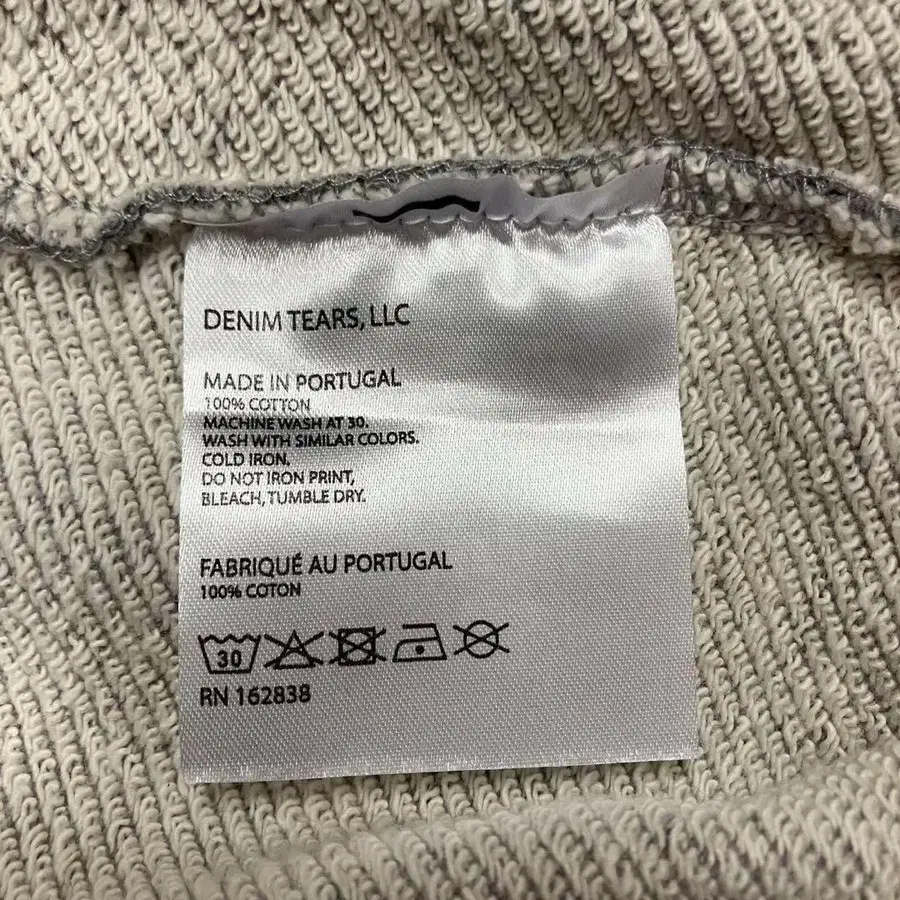 DENIM TEARS, LLC
MADE IN PORTUGAL
100% COTTON
MACHINE WASH AT 30.
WASH WITH SIMILAR COLORS.
COLD IRON.
DO NOT IRON PRINT,
BLEACH, TUMBLE DRY.
FABRIQUÉ AU PORTUGAL
100% COTON
30
RN 162838